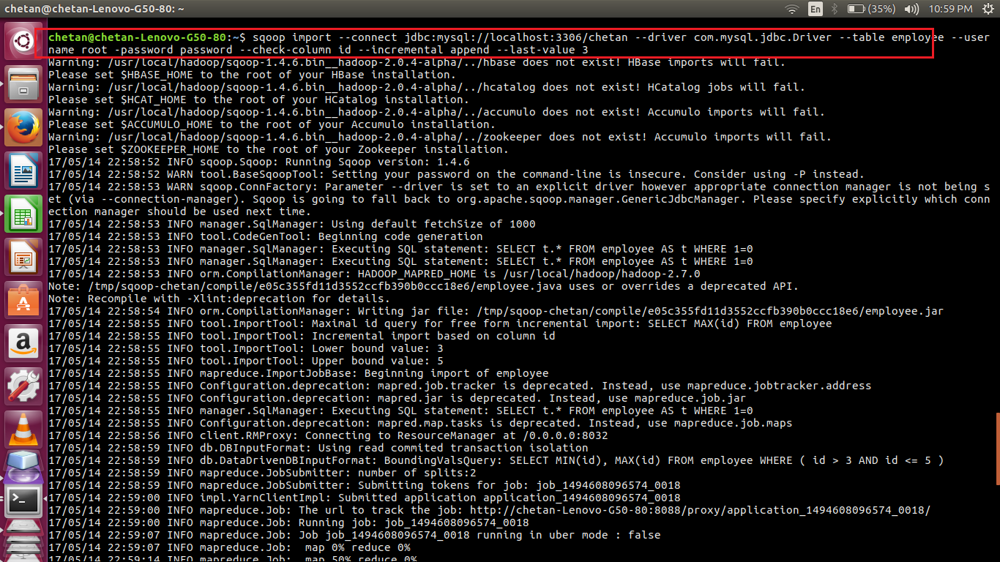 chetan@chetan-Lenovo-G50-80: ~
En
(35%)
10:59 PM
chetan@chetan-Lenovo-G50-80:~$ sqoop import --connect jdbc:mysql://localhost:3306/chetan --driver com.mysql.jdbc.Driver --table employee --user
name root -password password --check-column id --incremental append --last-value 3
Warning: /usr/local/hadoop/sqoop-1.4.6.bin__hadoop-2.0.4-alpha/../hbase does not exist! HBase imports will fail.
Please set $HBASE_HOME to the root of your HBase installation.
Warning: /usr/local/hadoop/sqoop-1.4.6.bin__hadoop-2.0.4-alpha/../hcatalog does not exist! HCatalog jobs will fail.
Please set $HCAT_HOME to the root of your HCatalog installation.
Warning: /usr/local/hadoop/sqoop-1.4.6.bin__hadoop-2.0.4-alpha/../accumulo does not exist! Accumulo imports will fail.
Please set $ACCUMULO_HOME to the root of your Accumulo installation.
Warning: /usr/local/hadoop/sqoop-1.4.6.bin__hadoop-2.0.4-alpha/../zookeeper does not exist! Accumulo imports will fail.
Please set $ZOOKEEPER_HOME to the root of your Zookeeper installation.
17/05/14 22:58:52 INFO sqoop.Sqoop: Running Sqoop version: 1.4.6
17/05/14 22:58:52 WARN tool.BaseSqoopTool: Setting your password on the command-line is insecure. Consider using -P instead.
17/05/14 22:58:53 WARN sqoop.ConnFactory: Parameter --driver is set to an explicit driver however appropriate connection manager is not being s
et (via --connection-manager). Sqoop is going to fall back to org.apache.sqoop.manager.GenericJdbcManager. Please specify explicitly which conn
ection manager should be used next time.
17/05/14 22:58:53 INFO manager.SqlManager: Using default fetchSize of 1000
17/05/14 22:58:53 INFO tool.CodeGenTool: Beginning code generation
17/05/14 22:58:53 INFO manager.SqlManager: Executing SQL statement: SELECT t.* FROM employee AS t WHERE 1=0
17/05/14 22:58:53 INFO manager.SqlManager: Executing SQL statement: SELECT t.* FROM employee AS t WHERE 1=0
17/05/14 22:58:53 INFO orm.CompilationManager: HADOOP_MAPRED_HOME is /usr/local/hadoop/hadoop-2.7.0
Note: /tmp/sqoop-chetan/compile/e05c355fd11d3552ccfb390b0ccc18e6/employee.java uses or overrides a deprecated API.
Note: Recompile with -Xlint:deprecation for details.
17/05/14 22:58:54 INFO orm.CompilationManager: Writing jar file: /tmp/sqoop-chetan/compile/e05c355fd11d3552ccfb390b0ccc18e6/employee.jar
17/05/14 22:58:55 INFO tool.ImportTool: Maximal id query for free form incremental import: SELECT MAX(id) FROM employee
17/05/14 22:58:55 INFO tool.ImportTool: Incremental import based on column id
17/05/14 22:58:55 INFO tool.ImportTool: Lower bound value: 3
17/05/14 22:58:55 INFO tool.ImportTool: Upper bound value: 5
17/05/14 22:58:55 INFO mapreduce.ImportJobBase: Beginning import of employee
17/05/14 22:58:55 INFO Configuration.deprecation: mapred.job.tracker is deprecated. Instead, use mapreduce.jobtracker.address
17/05/14 22:58:55 INFO Configuration.deprecation: mapred.jar is deprecated. Instead, use mapreduce.job.jar
17/05/14 22:58:55 INFO manager.SqlManager: Executing SQL statement: SELECT t.* FROM employee AS t WHERE 1=0
17/05/14 22:58:55 INFO Configuration.deprecation: mapred.map.tasks is deprecated. Instead, use mapreduce.job.maps
17/05/14 22:58:56 INFO client.RMProxy: Connecting to ResourceManager at /0.0.0.0:8032
17/05/14 22:58:59 INFO db.DBInputFormat: Using read commited transaction isolation
17/05/14 22:58:59 INFO db.DataDrivenDBInputFormat: BoundingValsQuery: SELECT MIN(id), MAX(id) FROM employee WHERE ( id > 3 AND id <= 5 )
17/05/14 22:58:59 INFO mapreduce.JobSubmitter: number of splits:2
17/05/14 22:58:59 INFO mapreduce.JobSubmitter: Submitting tokens for job: job_1494608096574_0018
17/05/14 22:59:00 INFO impl.YarnClientImpl: Submitted application application_1494608096574_0018
17/05/14 22:59:00 INFO mapreduce.Job: The url to track the job: http://chetan-Lenovo-G50-80:8088/proxy/application_1494608096574_0018/
17/05/14 22:59:00 INFO mapreduce.Job: Running job: job_1494608096574_0018
17/05/14 22:59:07 INFO mapreduce.Job: Job job_1494608096574_0018 running in uber mode : false
17/05/14 22:59:07 INFO mapreduce.Job:  map 0% reduce 0%
17/05/14 22:59:14 INFO mapreduce.Job:  map 50% reduce 0%